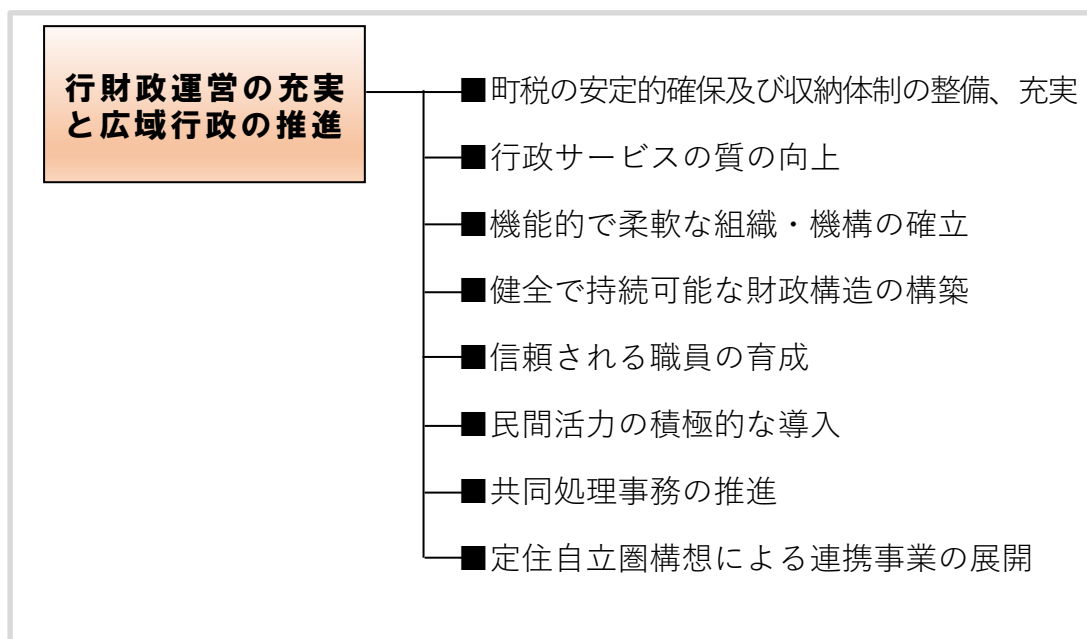 行財政運営の充実
と広域行政の推進
■町税の安定的確保及び収納体制の整備、充実
■行政サービスの質の向上
■機能的で柔軟な組織・機構の確立
■健全で持続可能な財政構造の構築
■信頼される職員の育成
■民間活力の積極的な導入
■共同処理事務の推進
■定住自立圏構想による連携事業の展開